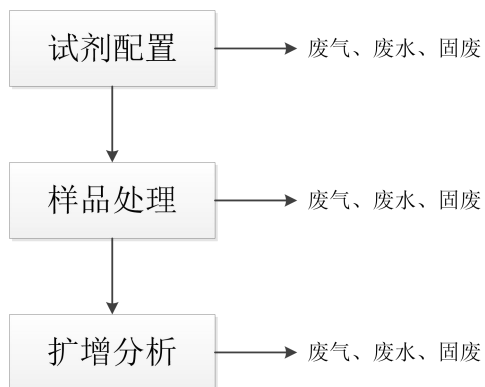 试剂配置
废气、废水、固废
样品处理
废气、废水、固废
扩增分析
废气、废水、固废